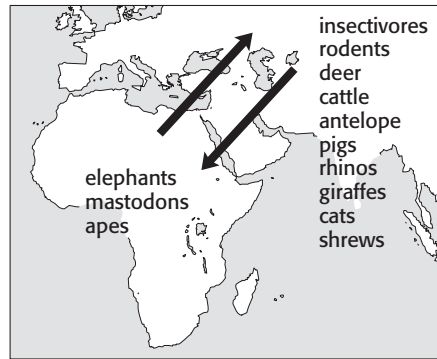 insectivores
rodents
deer
cattle
antelope
pigs
rhinos
giraffes
cats
shrews
elephants
mastodons
apes